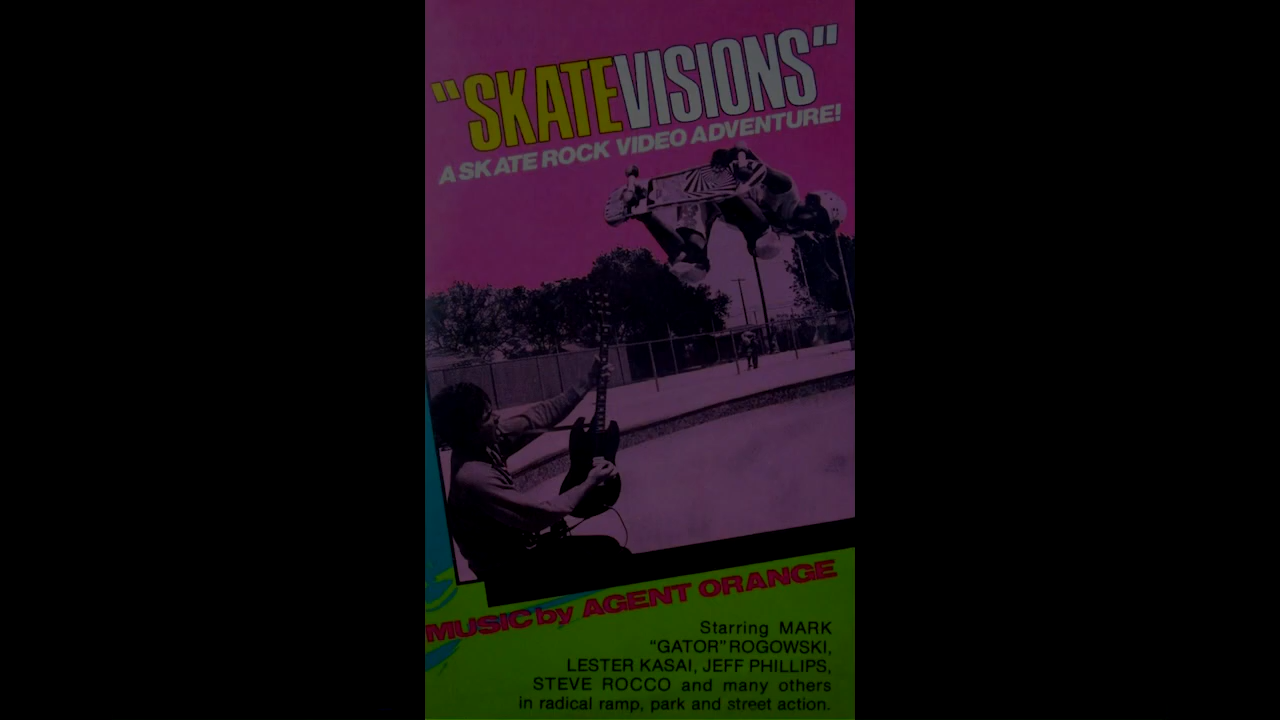 "SKATEVISIONS"
A SKATE ROCK VIDEO ADVENTURE!
MUSIC by AGENT ORANGE
Starring MARK
"GATOR" ROGOWSKI,
LESTER KASAI, JEFF PHILLIPS,
STEVE ROCCO and many others
in radical ramp, park and street action.